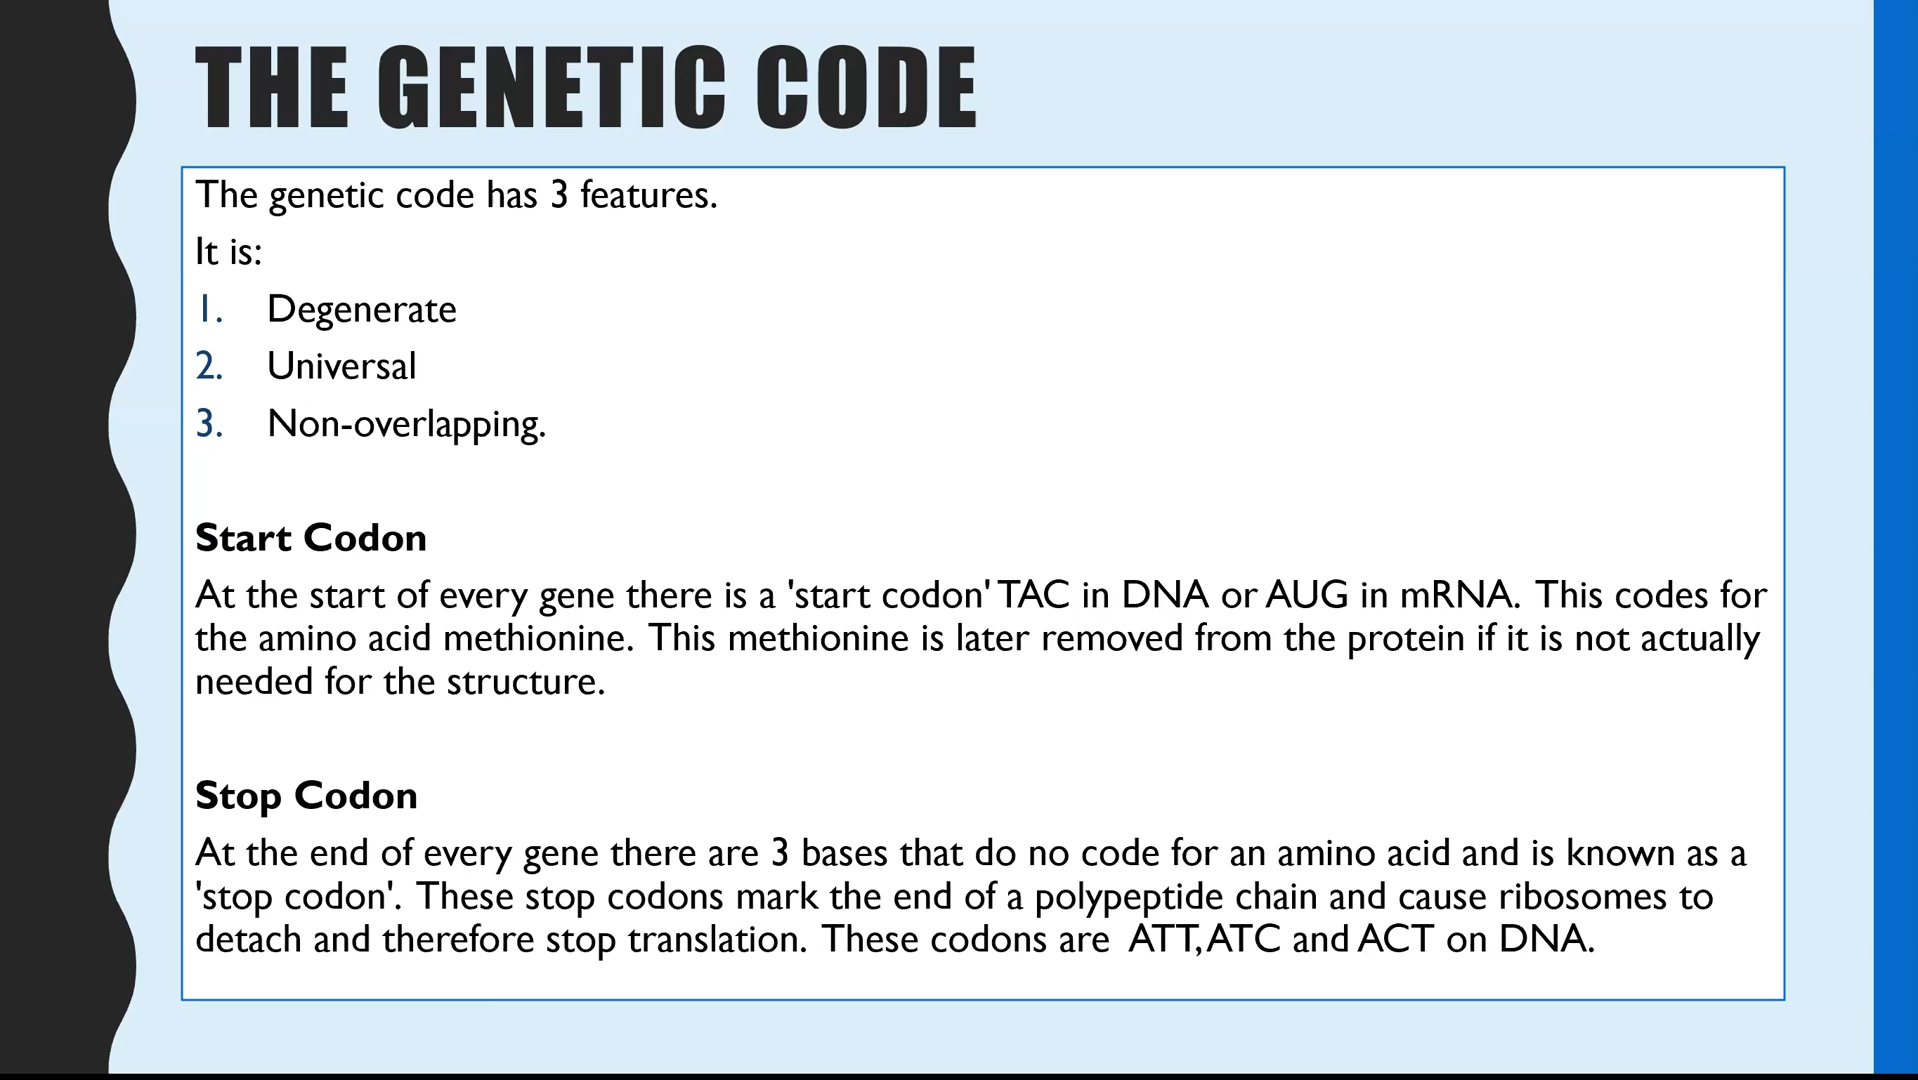 THE GENETIC CODE
The genetic code has 3 features.
It is:
1. Degenerate
2. Universal
3. Non-overlapping.
Start Codon
At the start of every gene there is a 'start codon' TAC in DNA or AUG in mRNA. This codes for
the amino acid methionine. This methionine is later removed from the protein if it is not actually
needed for the structure.
Stop Codon
At the end of every gene there are 3 bases that do no code for an amino acid and is known as a
'stop codon'. These stop codons mark the end of a polypeptide chain and cause ribosomes to
detach and therefore stop translation. These codons are ATT, ATC and ACT on DNA.